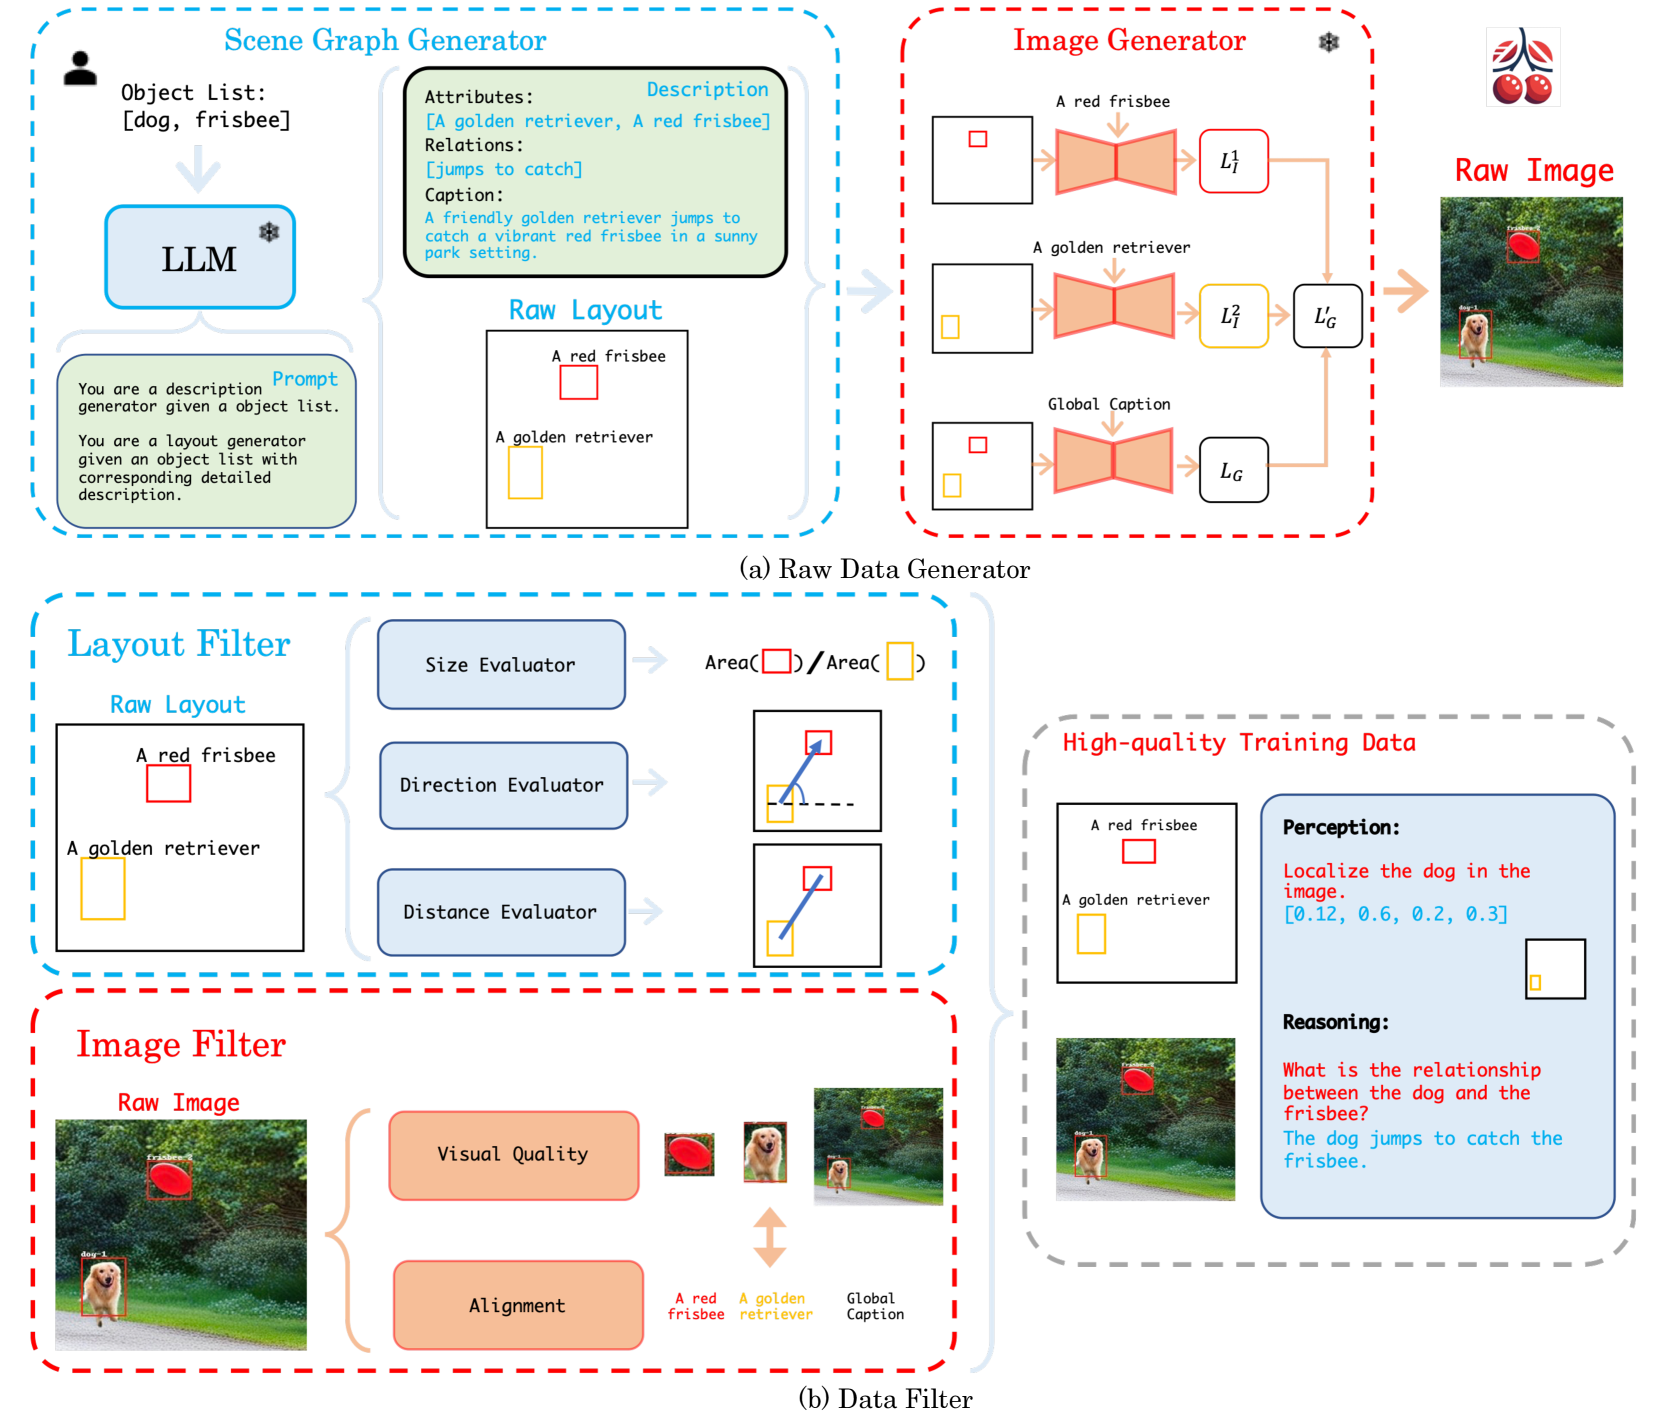 Scene Graph Generator
Object List:
[dog, frisbee]
LLM
Prompt
You are a description
generator given a object list.
You are a layout generator
given an object list with
corresponding detailed
description.
Description
Attributes:
[A golden retriever, A red frisbee]
Relations:
[jumps to catch]
Caption:
A friendly golden retriever jumps to
catch a vibrant red frisbee in a sunny
park setting.
Raw Layout
A red frisbee
A golden retriever
Image Generator
A red frisbee
L_I^1
A golden retriever
L_I^2
L'_G
Global Caption
L_G
Raw Image
frisbee-2
dog-1
(a) Raw Data Generator
Layout Filter
Raw Layout
A red frisbee
A golden retriever
Size Evaluator
Area( )/Area( )
Direction Evaluator
Distance Evaluator
Image Filter
Raw Image
frisbee-2
dog-1
Visual Quality
Alignment
A red
frisbee
A golden
retriever
Global
Caption
High-quality Training Data
A red frisbee
A golden retriever
frisbee-2
dog-1
Perception:
Localize the dog in the
image.
[0.12, 0.6, 0.2, 0.3]
Reasoning:
What is the relationship
between the dog and the
frisbee?
The dog jumps to catch the
frisbee.
(b) Data Filter